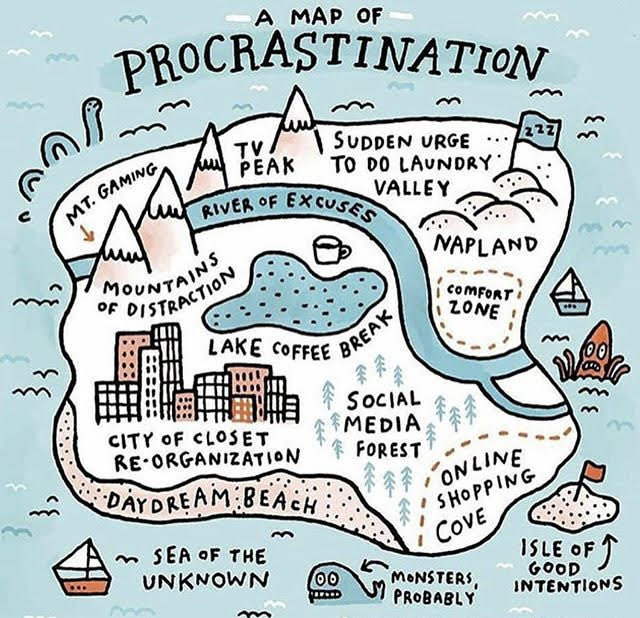 A MAP OF
PROCRASTINATION
MT. GAMING
TV
PEAK
SUDDEN URGE
TO DO LAUNDRY
VALLEY
zzz
RIVER OF EXCUSES
NAPLAND
MOUNTAINS
OF DISTRACTION
COMFORT
ZONE
LAKE COFFEE BREAK
SOCIAL
MEDIA
FOREST
CITY OF CLOSET
RE-ORGANIZATION
ONLINE
SHOPPING
COVE
DAYDREAM BEACH
ISLE OF
GOOD
INTENTIONS
SEA OF THE
UNKNOWN
MONSTERS,
PROBABLY